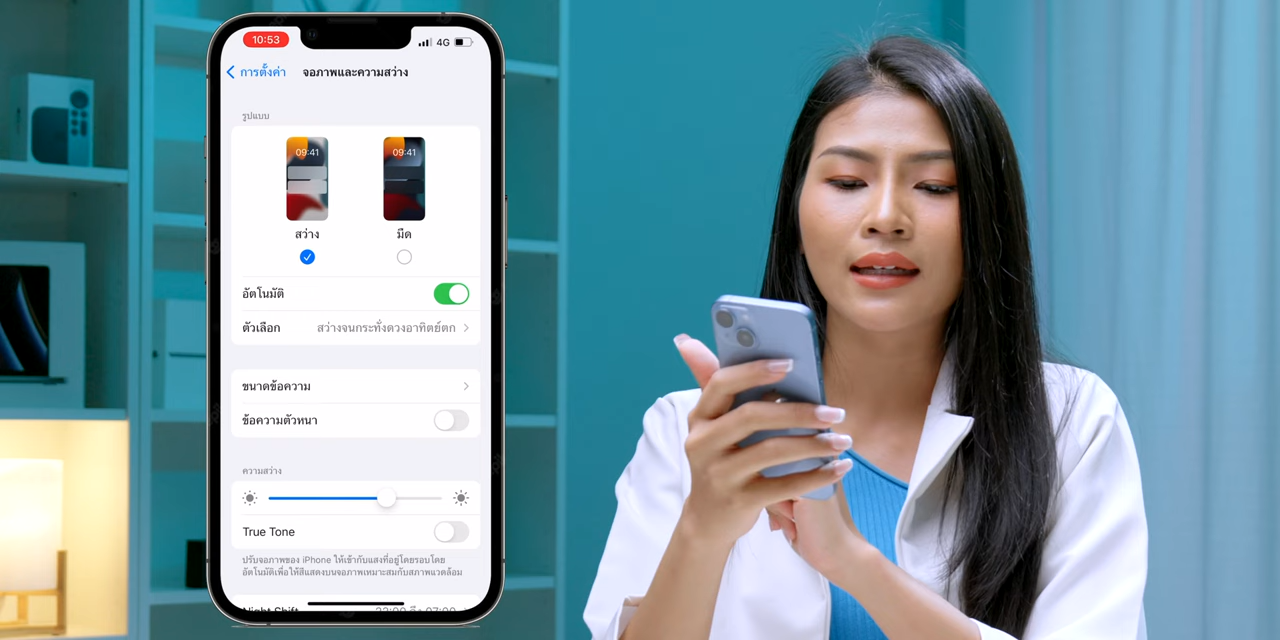 10:53
4G
การตั้งค่า
จอภาพและความสว่าง
รูปแบบ
09:41
09:41
สว่าง
มืด
อัตโนมัติ
ตัวเลือก
สว่างจนกระทั่งดวงอาทิตย์ตก
ขนาดข้อความ
ข้อความตัวหนา
ความสว่าง
True Tone
ปรับจอภาพของ iPhone ให้เข้ากับแสงที่อยู่โดยรอบโดย
อัตโนมัติเพื่อให้สีแสดงบนจอภาพเหมาะสมกับสภาพแวดล้อม
Night Shift
22:00 ถึง 07:00